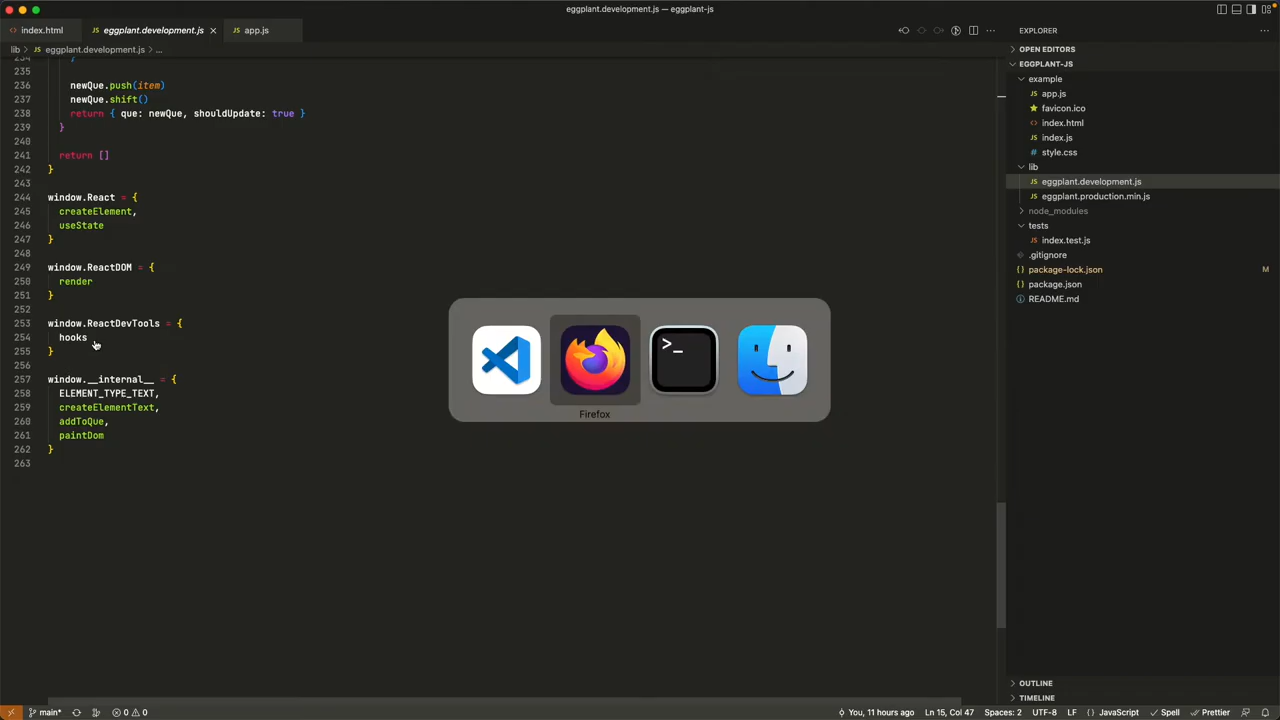 eggplant.development.js — eggplant-js
index.html
eggplant.development.js
app.js
lib > eggplant.development.js > ...
234 }
235
236 newQue.push(item)
237 newQue.shift()
238 return { que: newQue, shouldUpdate: true }
239 }
240
241 return []
242 }
243
244 window.React = {
245 createElement,
246 useState
247 }
248
249 window.ReactDOM = {
250 render
251 }
252
253 window.ReactDevTools = {
254 hooks
255 }
256
257 window.__internal__ = {
258 ELEMENT_TYPE_TEXT,
259 createElementText,
260 addToQue,
261 paintDom
262 }
263
>_
Firefox
EXPLORER
OPEN EDITORS
EGGPLANT-JS
example
JS app.js
favicon.ico
<> index.html
JS index.js
# style.css
lib
JS eggplant.development.js
JS eggplant.production.min.js
node_modules
tests
JS index.test.js
.gitignore
{} package-lock.json M
{} package.json
README.md
OUTLINE
TIMELINE
main* 0 0 You, 11 hours ago Ln 15, Col 47 Spaces: 2 UTF-8 LF { } JavaScript Spell Prettier